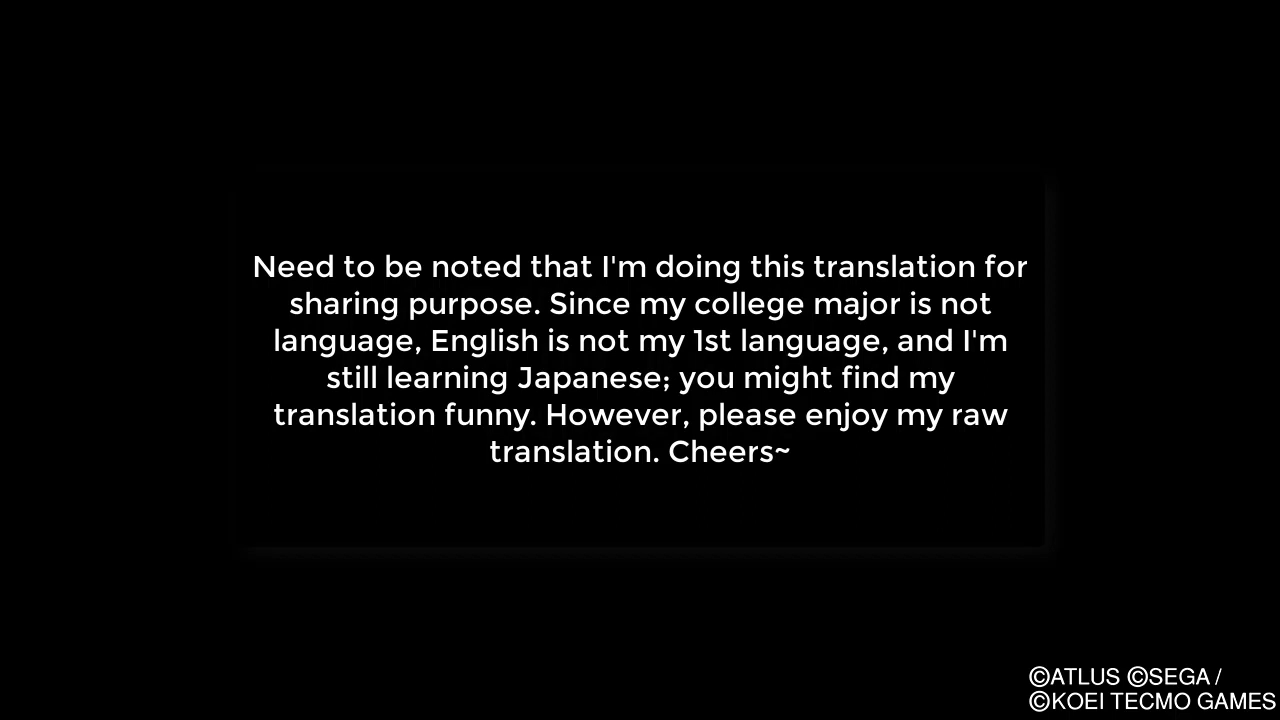 Need to be noted that I'm doing this translation for
sharing purpose. Since my college major is not
language, English is not my 1st language, and I'm
still learning Japanese; you might find my
translation funny. However, please enjoy my raw
translation. Cheers~
©ATLUS ©SEGA /
©KOEI TECMO GAMES